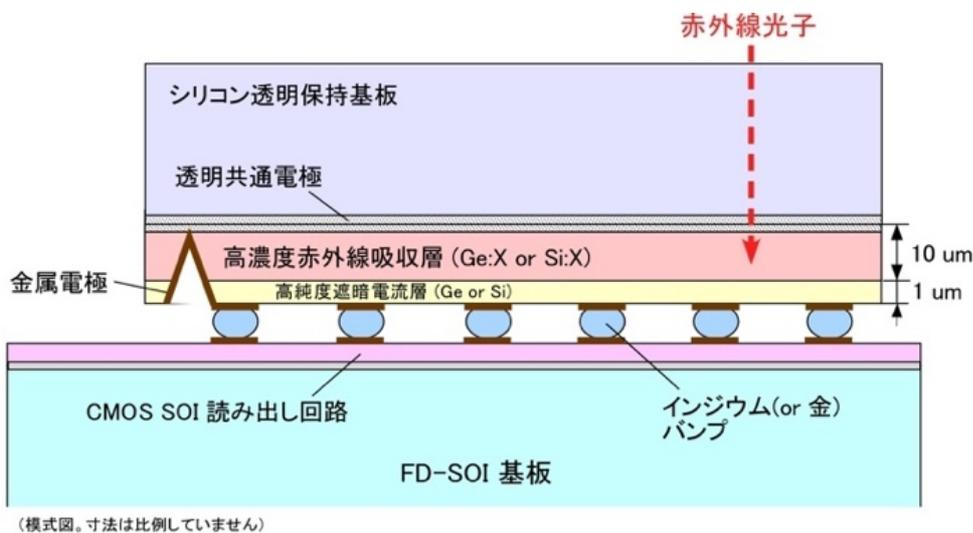 赤外線光子
シリコン透明保持基板
透明共通電極
高濃度赤外線吸収層 (Ge:X or Si:X)
10 um
金属電極
高純度遮暗電流層 (Ge or Si)
1 um
CMOS SOI 読み出し回路
インジウム(or 金)
バンプ
FD-SOI 基板
(模式図。寸法は比例していません)